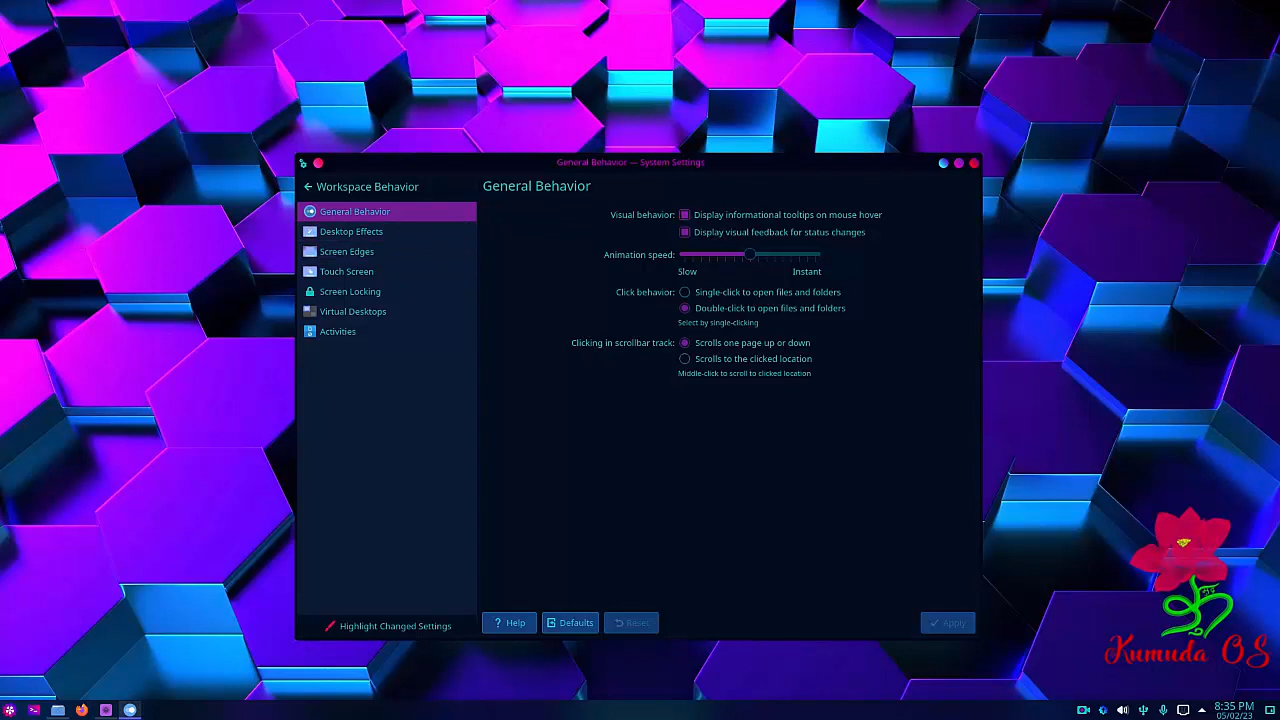 General Behavior — System Settings
Workspace Behavior
General Behavior
General Behavior
Desktop Effects
Screen Edges
Touch Screen
Screen Locking
Virtual Desktops
Activities
Highlight Changed Settings
Visual behavior:
Display informational tooltips on mouse hover
Display visual feedback for status changes
Animation speed:
Slow
Instant
Click behavior:
Single-click to open files and folders
Double-click to open files and folders
Select by single-clicking
Clicking in scrollbar track:
Scrolls one page up or down
Scrolls to the clicked location
Middle-click to scroll to clicked location
? Help
Defaults
Reset
Apply
Kumuda OS
8:35 PM
05/02/23